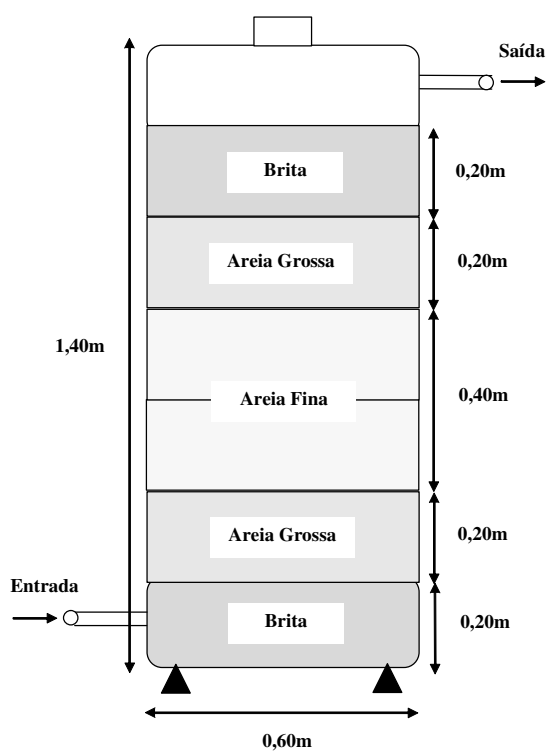 Saída
Brita
0,20m
Areia Grossa
0,20m
1,40m
Areia Fina
0,40m
Areia Grossa
0,20m
Entrada
Brita
0,20m
0,60m